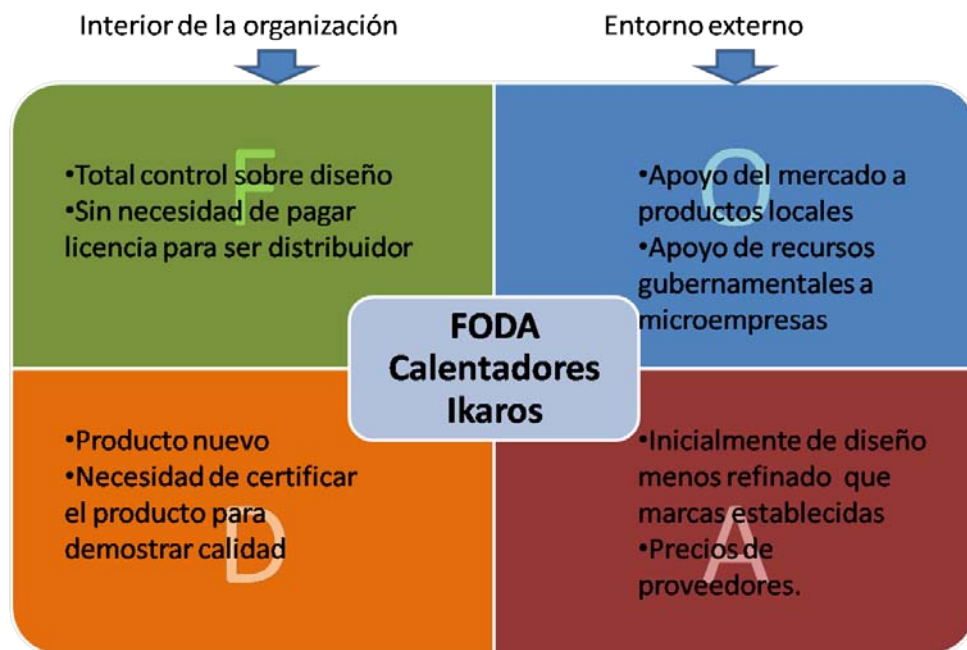 Interior de la organización
Entorno externo
F
•Total control sobre diseño
•Sin necesidad de pagar
licencia para ser distribuidor
O
•Apoyo del mercado a
productos locales
•Apoyo de recursos
gubernamentales a
microempresas
FODA
Calentadores
Ikaros
•Producto nuevo
•Necesidad de certificar
el producto para
demostrar calidad
D
•Inicialmente de diseño
menos refinado que
marcas establecidas
•Precios de
proveedores.
A